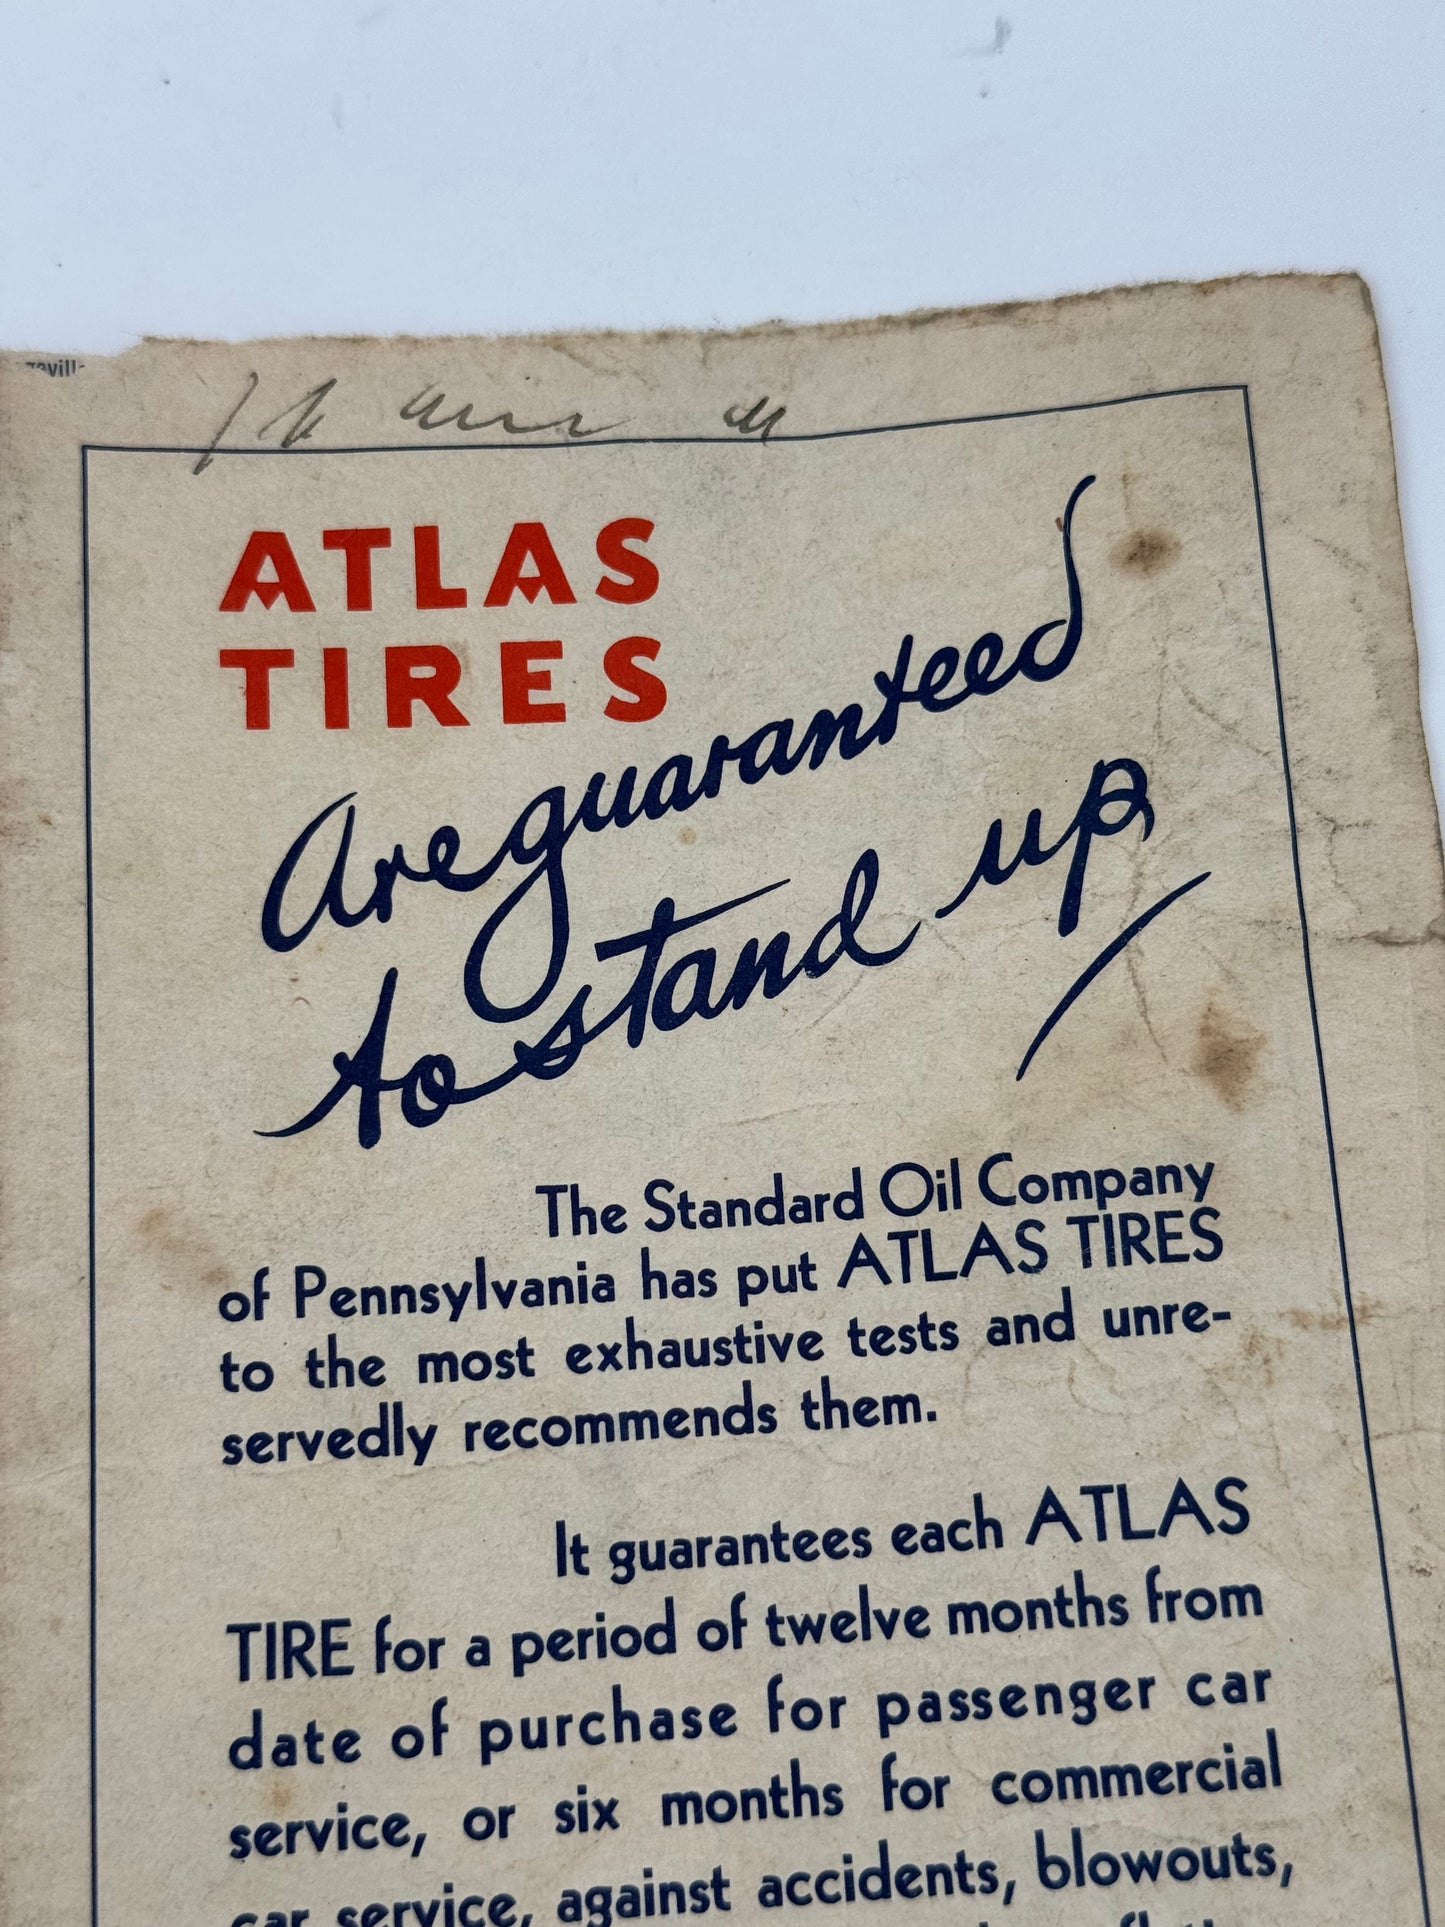 ATLAS
TIRES
Are guaranteed
to stand up
The Standard Oil Company
of Pennsylvania has put ATLAS TIRES
to the most exhaustive tests and unre-
servedly recommends them.
It guarantees each ATLAS
TIRE for a period of twelve months from
date of purchase for passenger car
service, or six months for commercial
car service, against accidents, blowouts,